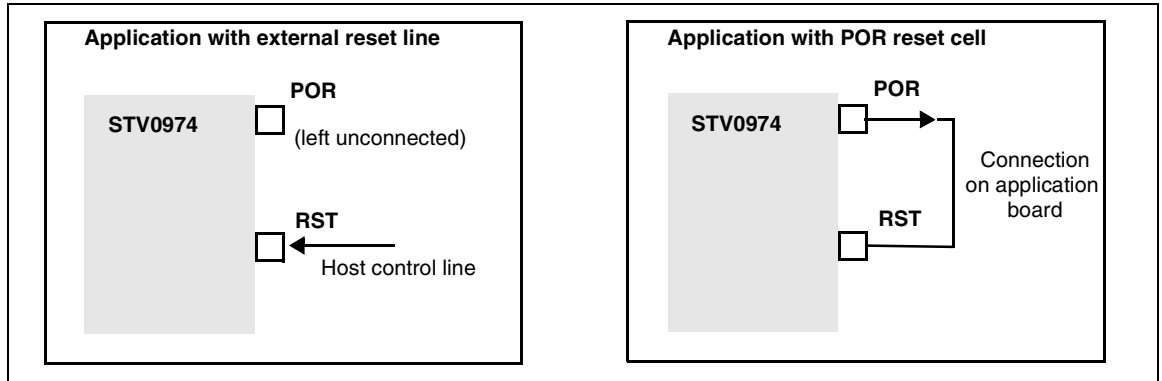 Application with external reset line
POR
STV0974
(left unconnected)
RST
Host control line
Application with POR reset cell
POR
STV0974
Connection
on application
board
RST